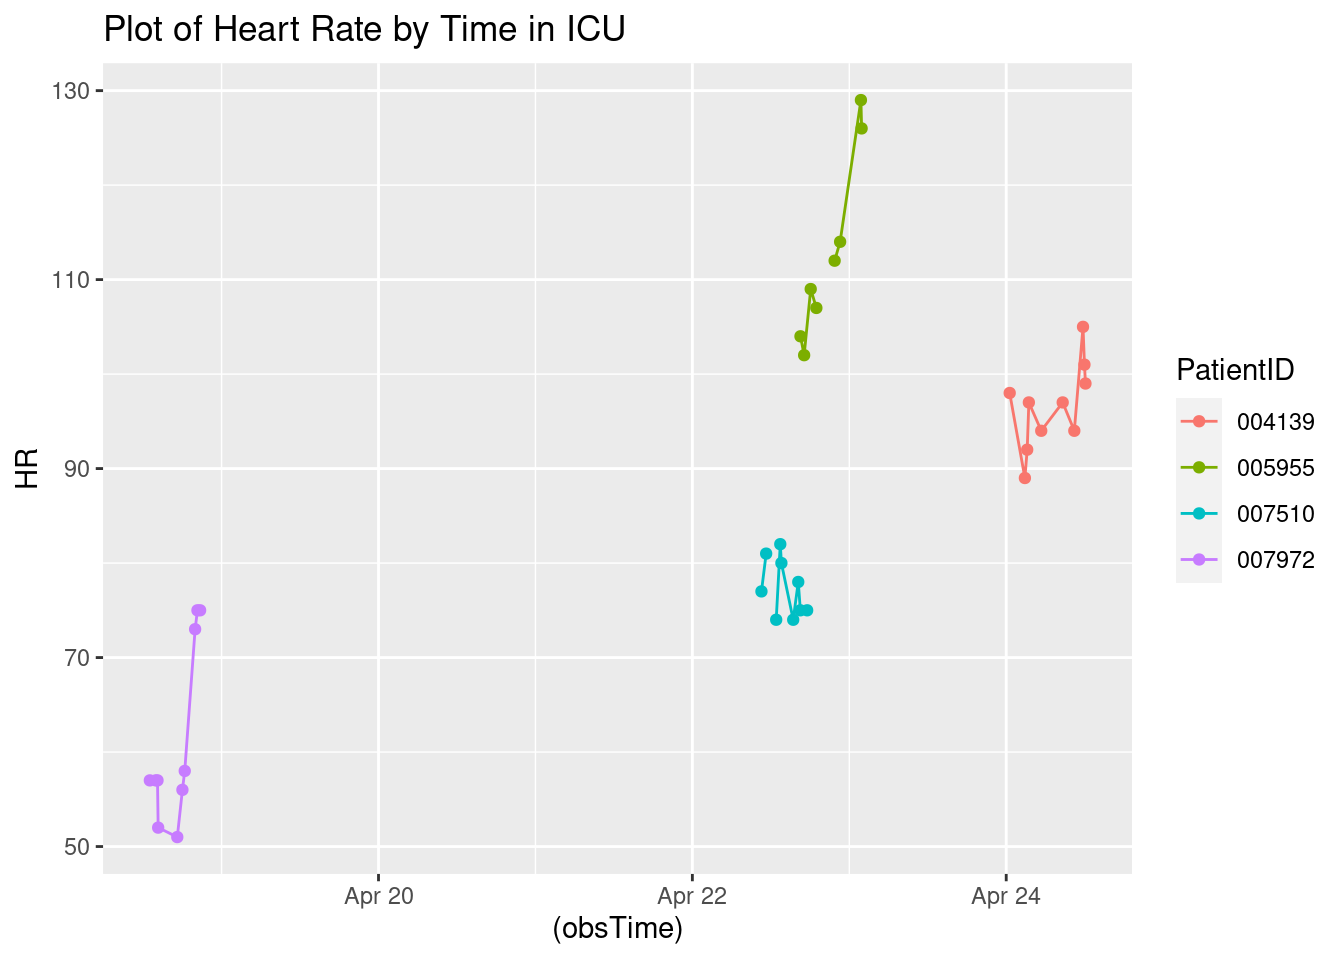 Plot of Heart Rate by Time in ICU
130
110
90
70
50
HR
Apr 20
Apr 22
Apr 24
(obsTime)
PatientID
004139
005955
007510
007972